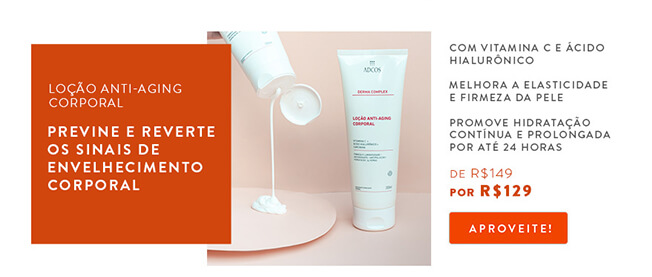 LOÇÃO ANTI-AGING
CORPORAL
PREVINE E REVERTE
OS SINAIS DE
ENVELHECIMENTO
CORPORAL
ADCOS
DERMA COMPLEX
LOÇÃO ANTI-AGING
CORPORAL
COM VITAMINA C E ÁCIDO
HIALURÔNICO
MELHORA A ELASTICIDADE
E FIRMEZA DA PELE
PROMOVE HIDRATAÇÃO
CONTÍNUA E PROLONGADA
POR ATÉ 24 HORAS
DE R$149
POR R$129
APROVEITE!